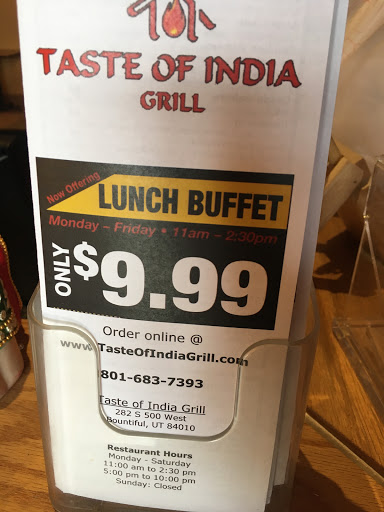 TASTE OF INDIA
GRILL
Now Offering
LUNCH BUFFET
Monday – Friday • 11am – 2:30pm
ONLY
$9.99
Order online @
www.TasteOfIndiaGrill.com
801-683-7393
Taste of India Grill
282 S 500 West
Bountiful, UT 84010
Restaurant Hours
Monday - Saturday
11:00 am to 2:30 pm
5:00 pm to 10:00 pm
Sunday: Closed